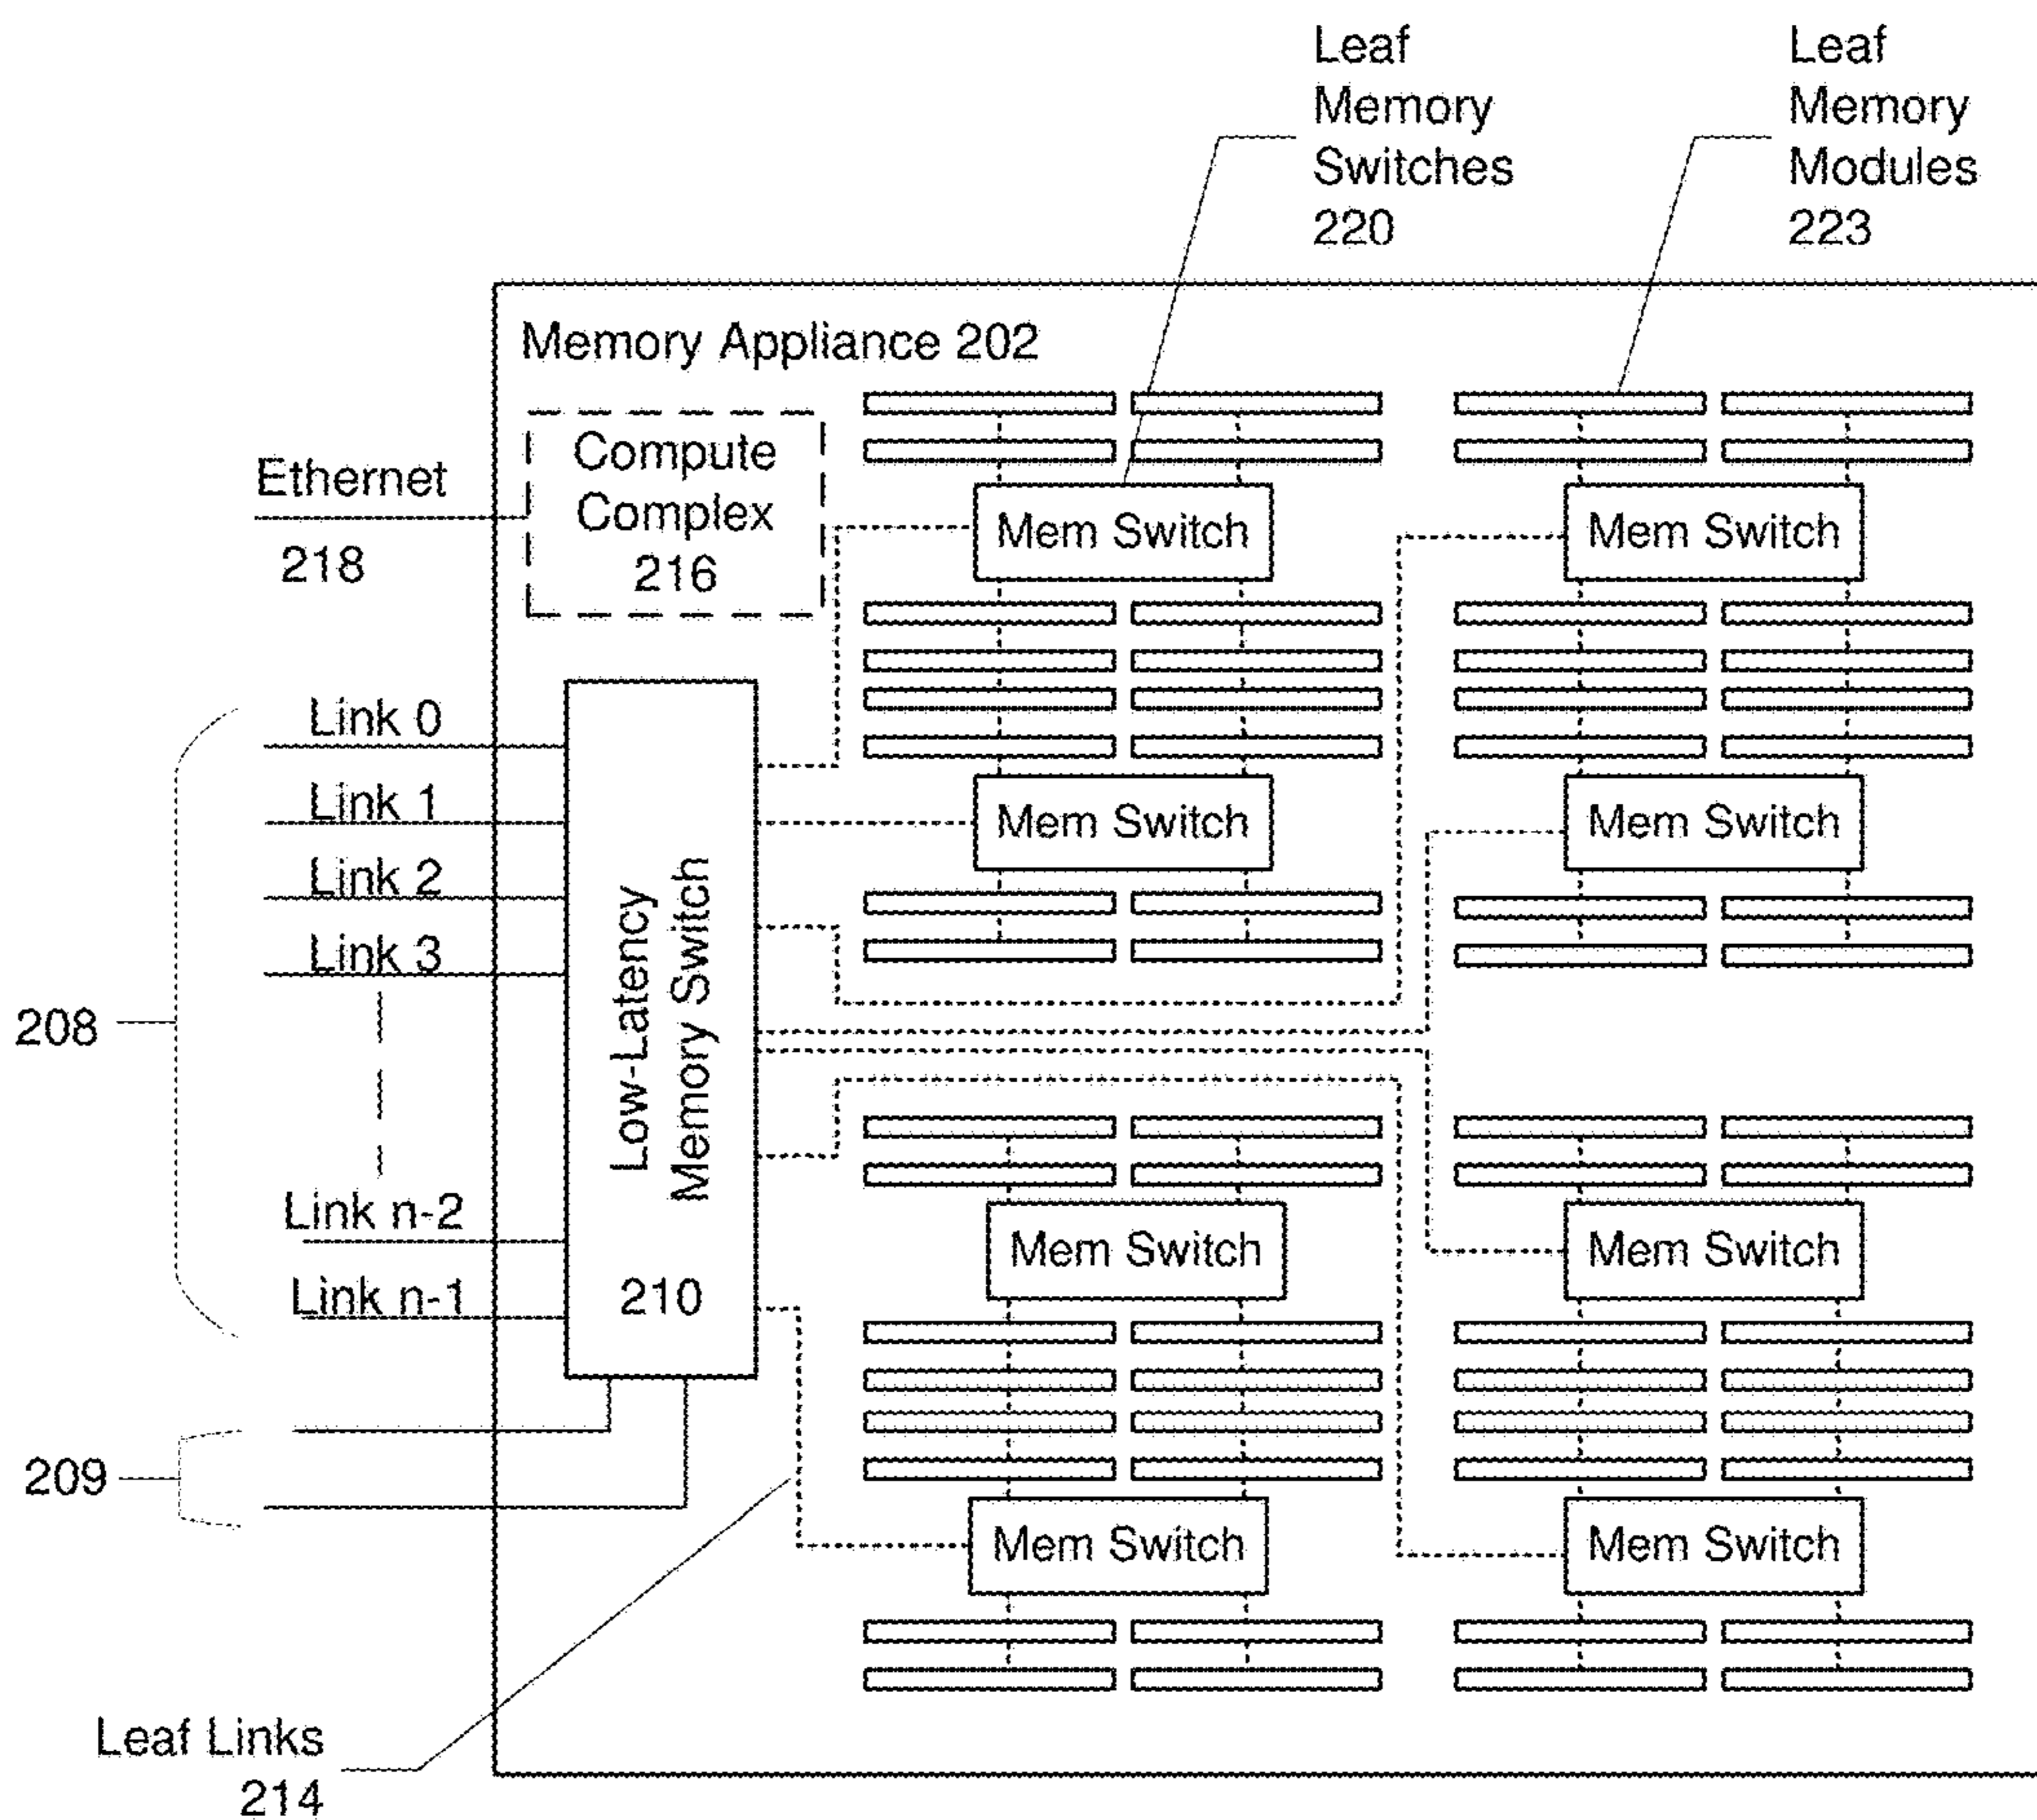 Leaf
Memory
Switches
220
Leaf
Memory
Modules
223
Memory Appliance 202
Compute
Complex
216
Ethernet
218
Mem Switch
Mem Switch
Link 0
Link 1
Link 2
Link 3
Mem Switch
Mem Switch
208
Low-Latency
Memory Switch
210
Link n-2
Link n-1
Mem Switch
Mem Switch
209
Mem Switch
Mem Switch
Leaf Links
214